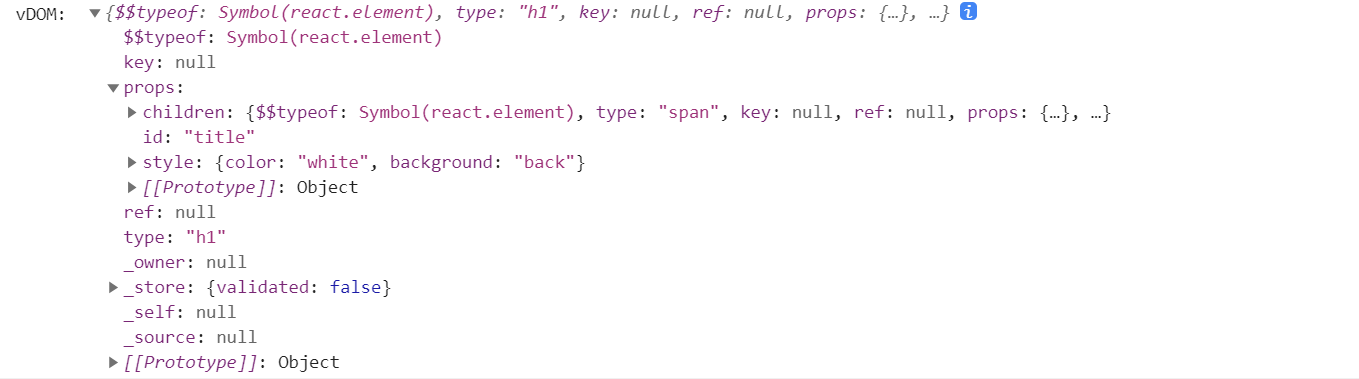 vDOM: ▼{$$typeof: Symbol(react.element), type: "h1", key: null, ref: null, props: {…}, …} i
$$typeof: Symbol(react.element)
key: null
▼props:
▶children: {$$typeof: Symbol(react.element), type: "span", key: null, ref: null, props: {…}, …}
id: "title"
▶style: {color: "white", background: "back"}
▶[[Prototype]]: Object
ref: null
type: "h1"
_owner: null
▶_store: {validated: false}
_self: null
_source: null
▶[[Prototype]]: Object